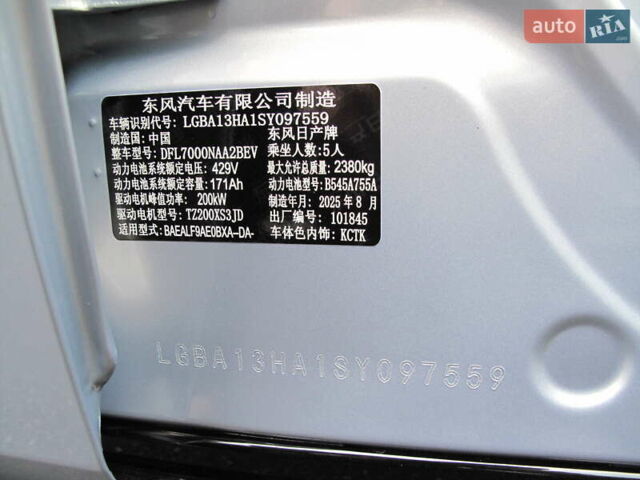 auto RIA .com
东风汽车有限公司制造
车辆识别代号: LGBA13HA1SY097559
制造国: 中国 东风日产牌
整车型号: DFL7000NAA2BEV 乘坐人数: 5人
动力电池系统额定电压: 429V 最大允许总质量: 2380kg
动力电池系统额定容量: 171Ah 动力电池型号: B545A755A
驱动电机峰值功率: 200kW 制造年月: 2025 年 8 月
驱动电机型号: TZ200XS3JD 出厂编号: 101845
适用型号: BAEALF9AE0BXA-DA- 车体色内饰: KCTK
LGBA13HA1SY097559